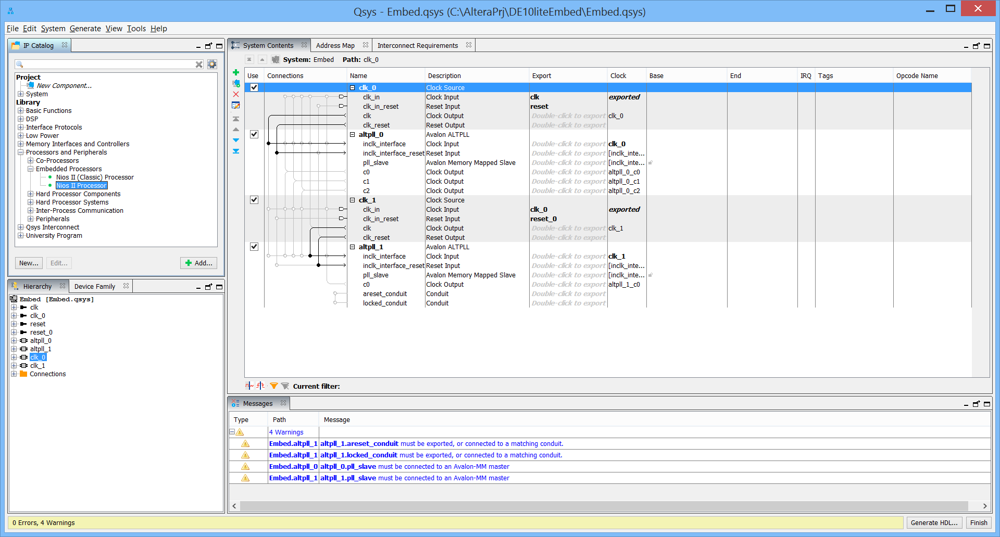 Qsys - Embed.qsys (C:\AlteraPrj\DE10liteEmbed\Embed.qsys)
File Edit System Generate View Tools Help
IP Catalog
Project
New Component...
System
Library
Basic Functions
DSP
Interface Protocols
Low Power
Memory Interfaces and Controllers
Processors and Peripherals
Co-Processors
Embedded Processors
Nios II (Classic) Processor
Nios II Processor
Hard Processor Components
Hard Processor Systems
Inter-Process Communication
Peripherals
Qsys Interconnect
University Program
New... Edit... Add...
Hierarchy Device Family
Embed [Embed.qsys]
clk
clk_0
reset
reset_0
altpll_0
altpll_1
clk_0
clk_1
Connections
System Contents Address Map Interconnect Requirements
System: Embed Path: clk_0
Use Connections Name Description Export Clock Base End IRQ Tags Opcode Name
clk_0 Clock Source
clk_in Clock Input clk exported
clk_in_reset Reset Input reset
clk Clock Output Double-click to export clk_0
clk_reset Reset Output Double-click to export
altpll_0 Avalon ALTPLL
inclk_interface Clock Input Double-click to export clk_0
inclk_interface_reset Reset Input Double-click to export [inclk_inte...
pll_slave Avalon Memory Mapped Slave Double-click to export [inclk_inte...
c0 Clock Output Double-click to export altpll_0_c0
c1 Clock Output Double-click to export altpll_0_c1
c2 Clock Output Double-click to export altpll_0_c2
clk_1 Clock Source
clk_in Clock Input clk_0 exported
clk_in_reset Reset Input reset_0
clk Clock Output Double-click to export clk_1
clk_reset Reset Output Double-click to export
altpll_1 Avalon ALTPLL
inclk_interface Clock Input Double-click to export clk_1
inclk_interface_reset Reset Input Double-click to export [inclk_inte...
pll_slave Avalon Memory Mapped Slave Double-click to export [inclk_inte...
c0 Clock Output Double-click to export altpll_1_c0
areset_conduit Conduit Double-click to export
locked_conduit Conduit Double-click to export
Current filter:
Messages
Type Path Message
4 Warnings
Embed.altpll_1 altpll_1.areset_conduit must be exported, or connected to a matching conduit.
Embed.altpll_1 altpll_1.locked_conduit must be exported, or connected to a matching conduit.
Embed.altpll_0 altpll_0.pll_slave must be connected to an Avalon-MM master
Embed.altpll_1 altpll_1.pll_slave must be connected to an Avalon-MM master
0 Errors, 4 Warnings
Generate HDL... Finish